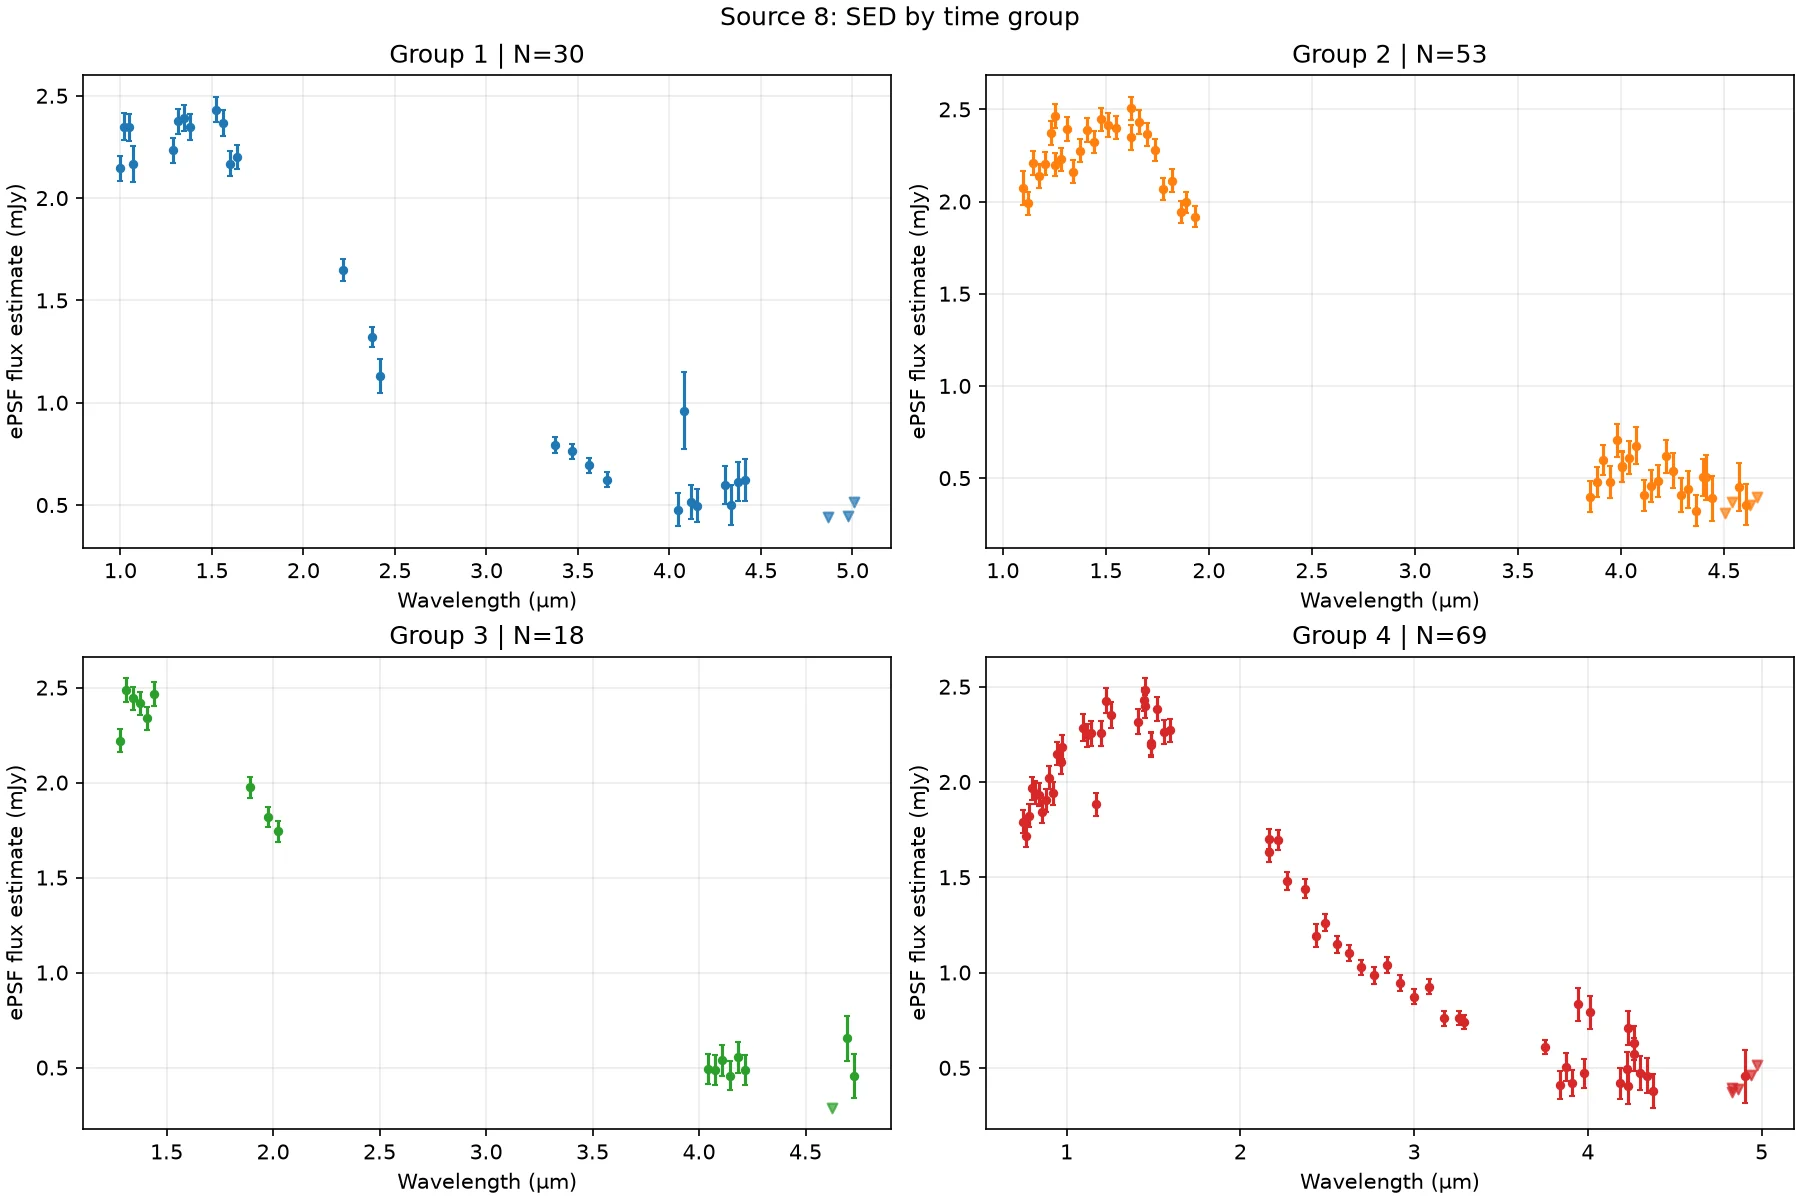 Source 8: SED by time group
Group 1 | N=30
ePSF flux estimate (mJy)
2.5
2.0
1.5
1.0
0.5
1.0 1.5 2.0 2.5 3.0 3.5 4.0 4.5 5.0
Wavelength (µm)
Group 2 | N=53
ePSF flux estimate (mJy)
2.5
2.0
1.5
1.0
0.5
1.0 1.5 2.0 2.5 3.0 3.5 4.0 4.5
Wavelength (µm)
Group 3 | N=18
ePSF flux estimate (mJy)
2.5
2.0
1.5
1.0
0.5
1.5 2.0 2.5 3.0 3.5 4.0 4.5
Wavelength (µm)
Group 4 | N=69
ePSF flux estimate (mJy)
2.5
2.0
1.5
1.0
0.5
1 2 3 4 5
Wavelength (µm)